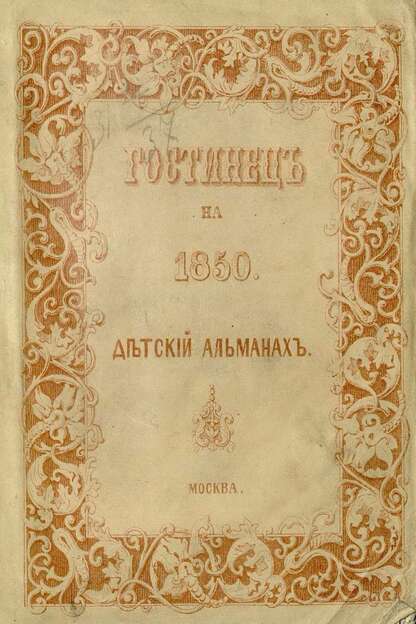 ГОСТИНЕЦЪ
НА
1850.
ДѢТСКІЙ АЛЬМАНАХЪ.
МОСКВА.